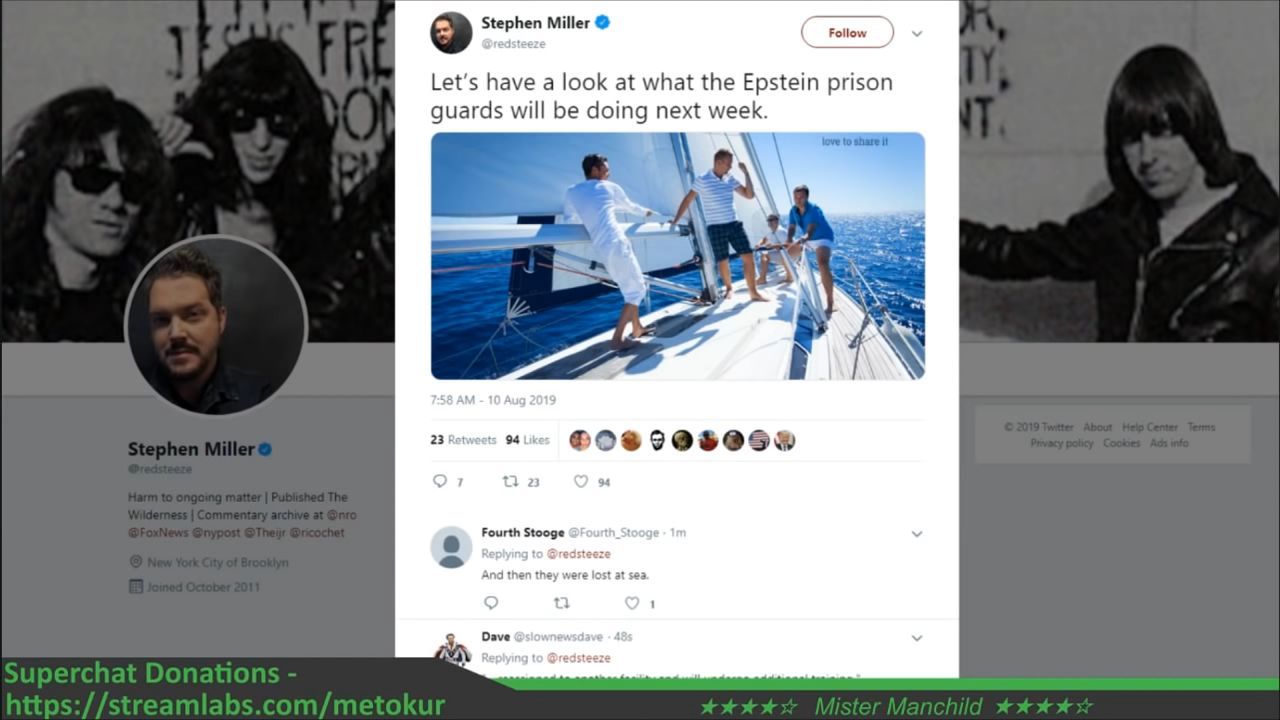 JESUS FRE
Stephen Miller
@redsteeze
Follow
Let's have a look at what the Epstein prison
guards will be doing next week.
love to share it
7:58 AM - 10 Aug 2019
23 Retweets 94 Likes
7 23 94
Fourth Stooge @Fourth_Stooge · 1m
Replying to @redsteeze
And then they were lost at sea.
1
Dave @slownewsdave · 48s
Replying to @redsteeze
Stephen Miller
@redsteeze
Harm to ongoing matter | Published The
Wilderness | Commentary archive at @nro
@FoxNews @nypost @Theijr @ricochet
New York City of Brooklyn
Joined October 2011
© 2019 Twitter About Help Center Terms
Privacy policy Cookies Ads info
Superchat Donations -
https://streamlabs.com/metokur
★★★★☆ Mister Manchild ★★★★☆